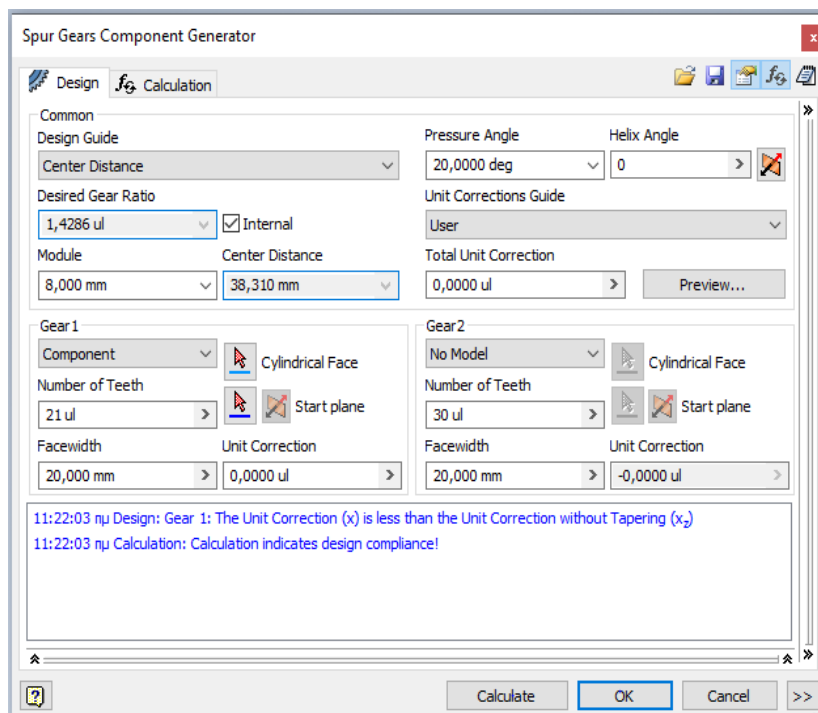 Spur Gears Component Generator
x
Design
f Calculation
f
Common
Design Guide
Pressure Angle
Helix Angle
Center Distance
20,0000 deg
0
Desired Gear Ratio
Unit Corrections Guide
1,4286 ul
Internal
User
Module
Center Distance
Total Unit Correction
8,000 mm
38,310 mm
0,0000 ul
Preview...
Gear1
Gear2
Component
Cylindrical Face
No Model
Cylindrical Face
Number of Teeth
Start plane
Number of Teeth
Start plane
21 ul
30 ul
Facewidth
Unit Correction
Facewidth
Unit Correction
20,000 mm
0,0000 ul
20,000 mm
-0,0000 ul
11:22:03 πμ Design: Gear 1: The Unit Correction (x) is less than the Unit Correction without Tapering (xz)
11:22:03 πμ Calculation: Calculation indicates design compliance!
?
Calculate
OK
Cancel
>>